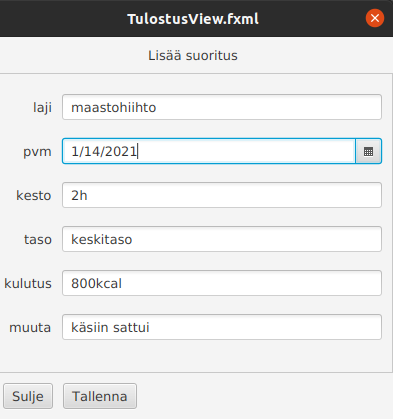 TulostusView.fxml
Lisää suoritus
laji maastohiihto
pvm 1/14/2021
kesto 2h
taso keskitaso
kulutus 800kcal
muuta käsiin sattui
Sulje Tallenna